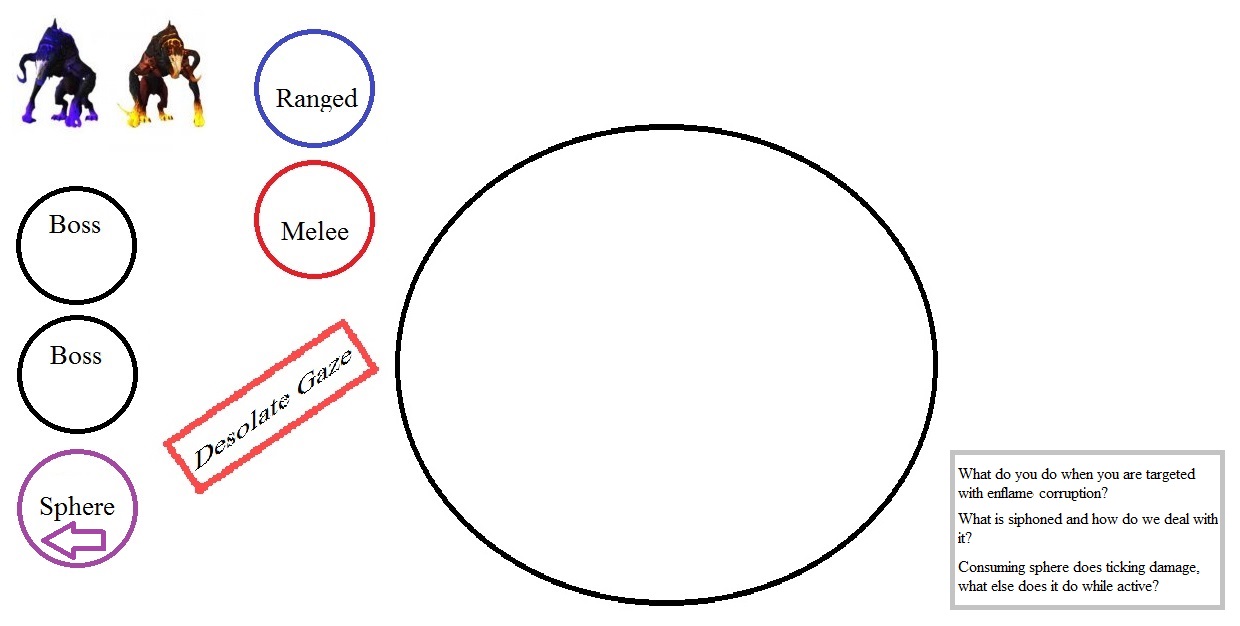 Ranged
Melee
Boss
Boss
Sphere
Desolate Gaze
What do you do when you are targeted
with enflame corruption?
What is siphoned and how do we deal with
it?
Consuming sphere does ticking damage,
what else does it do while active?